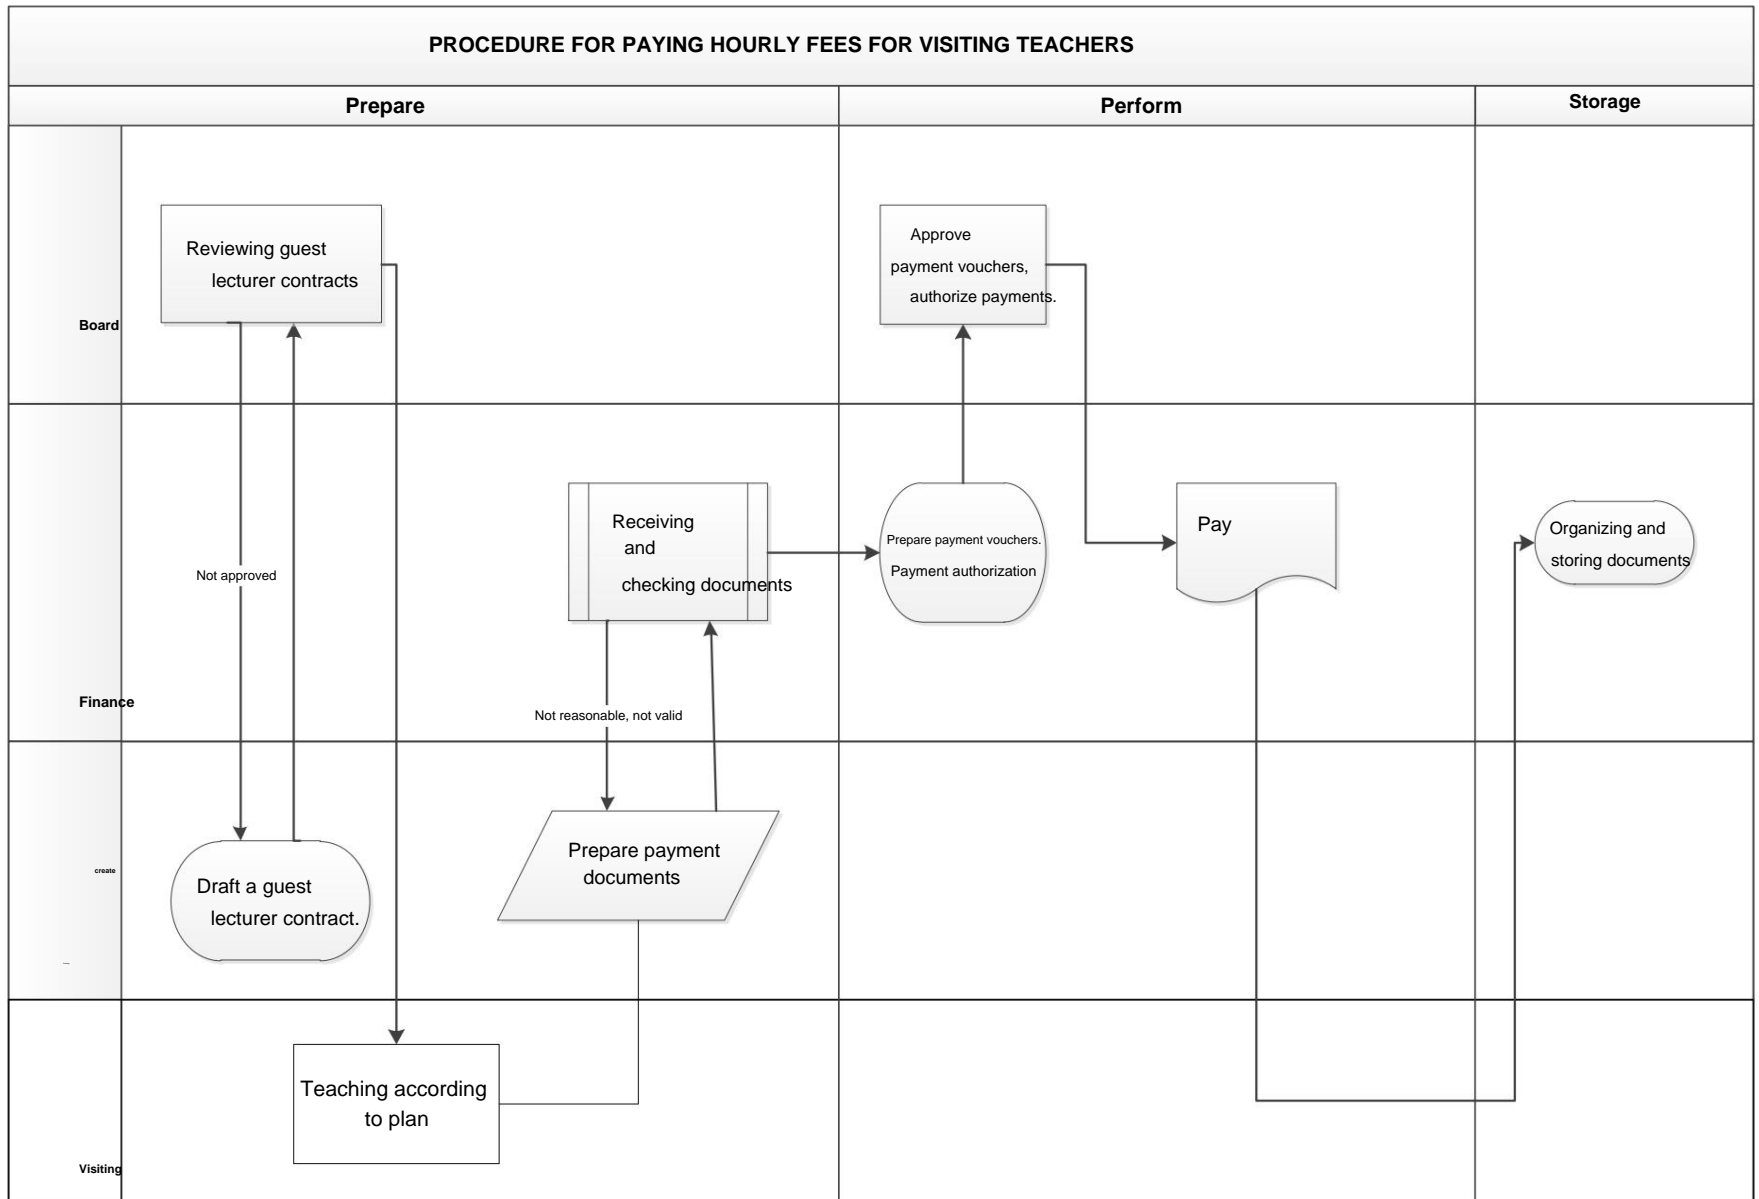 PROCEDURE FOR PAYING HOURLY FEES FOR VISITING TEACHERS
Prepare
Perform
Storage
Board
Reviewing guest
lecturer contracts
Approve
payment vouchers,
authorize payments.
Finance
Not approved
Receiving
and
checking documents
Not reasonable, not valid
Prepare payment vouchers.
Payment authorization
Pay
Organizing and
storing documents
create
Draft a guest
lecturer contract.
Prepare payment
documents
Visiting
Teaching according
to plan